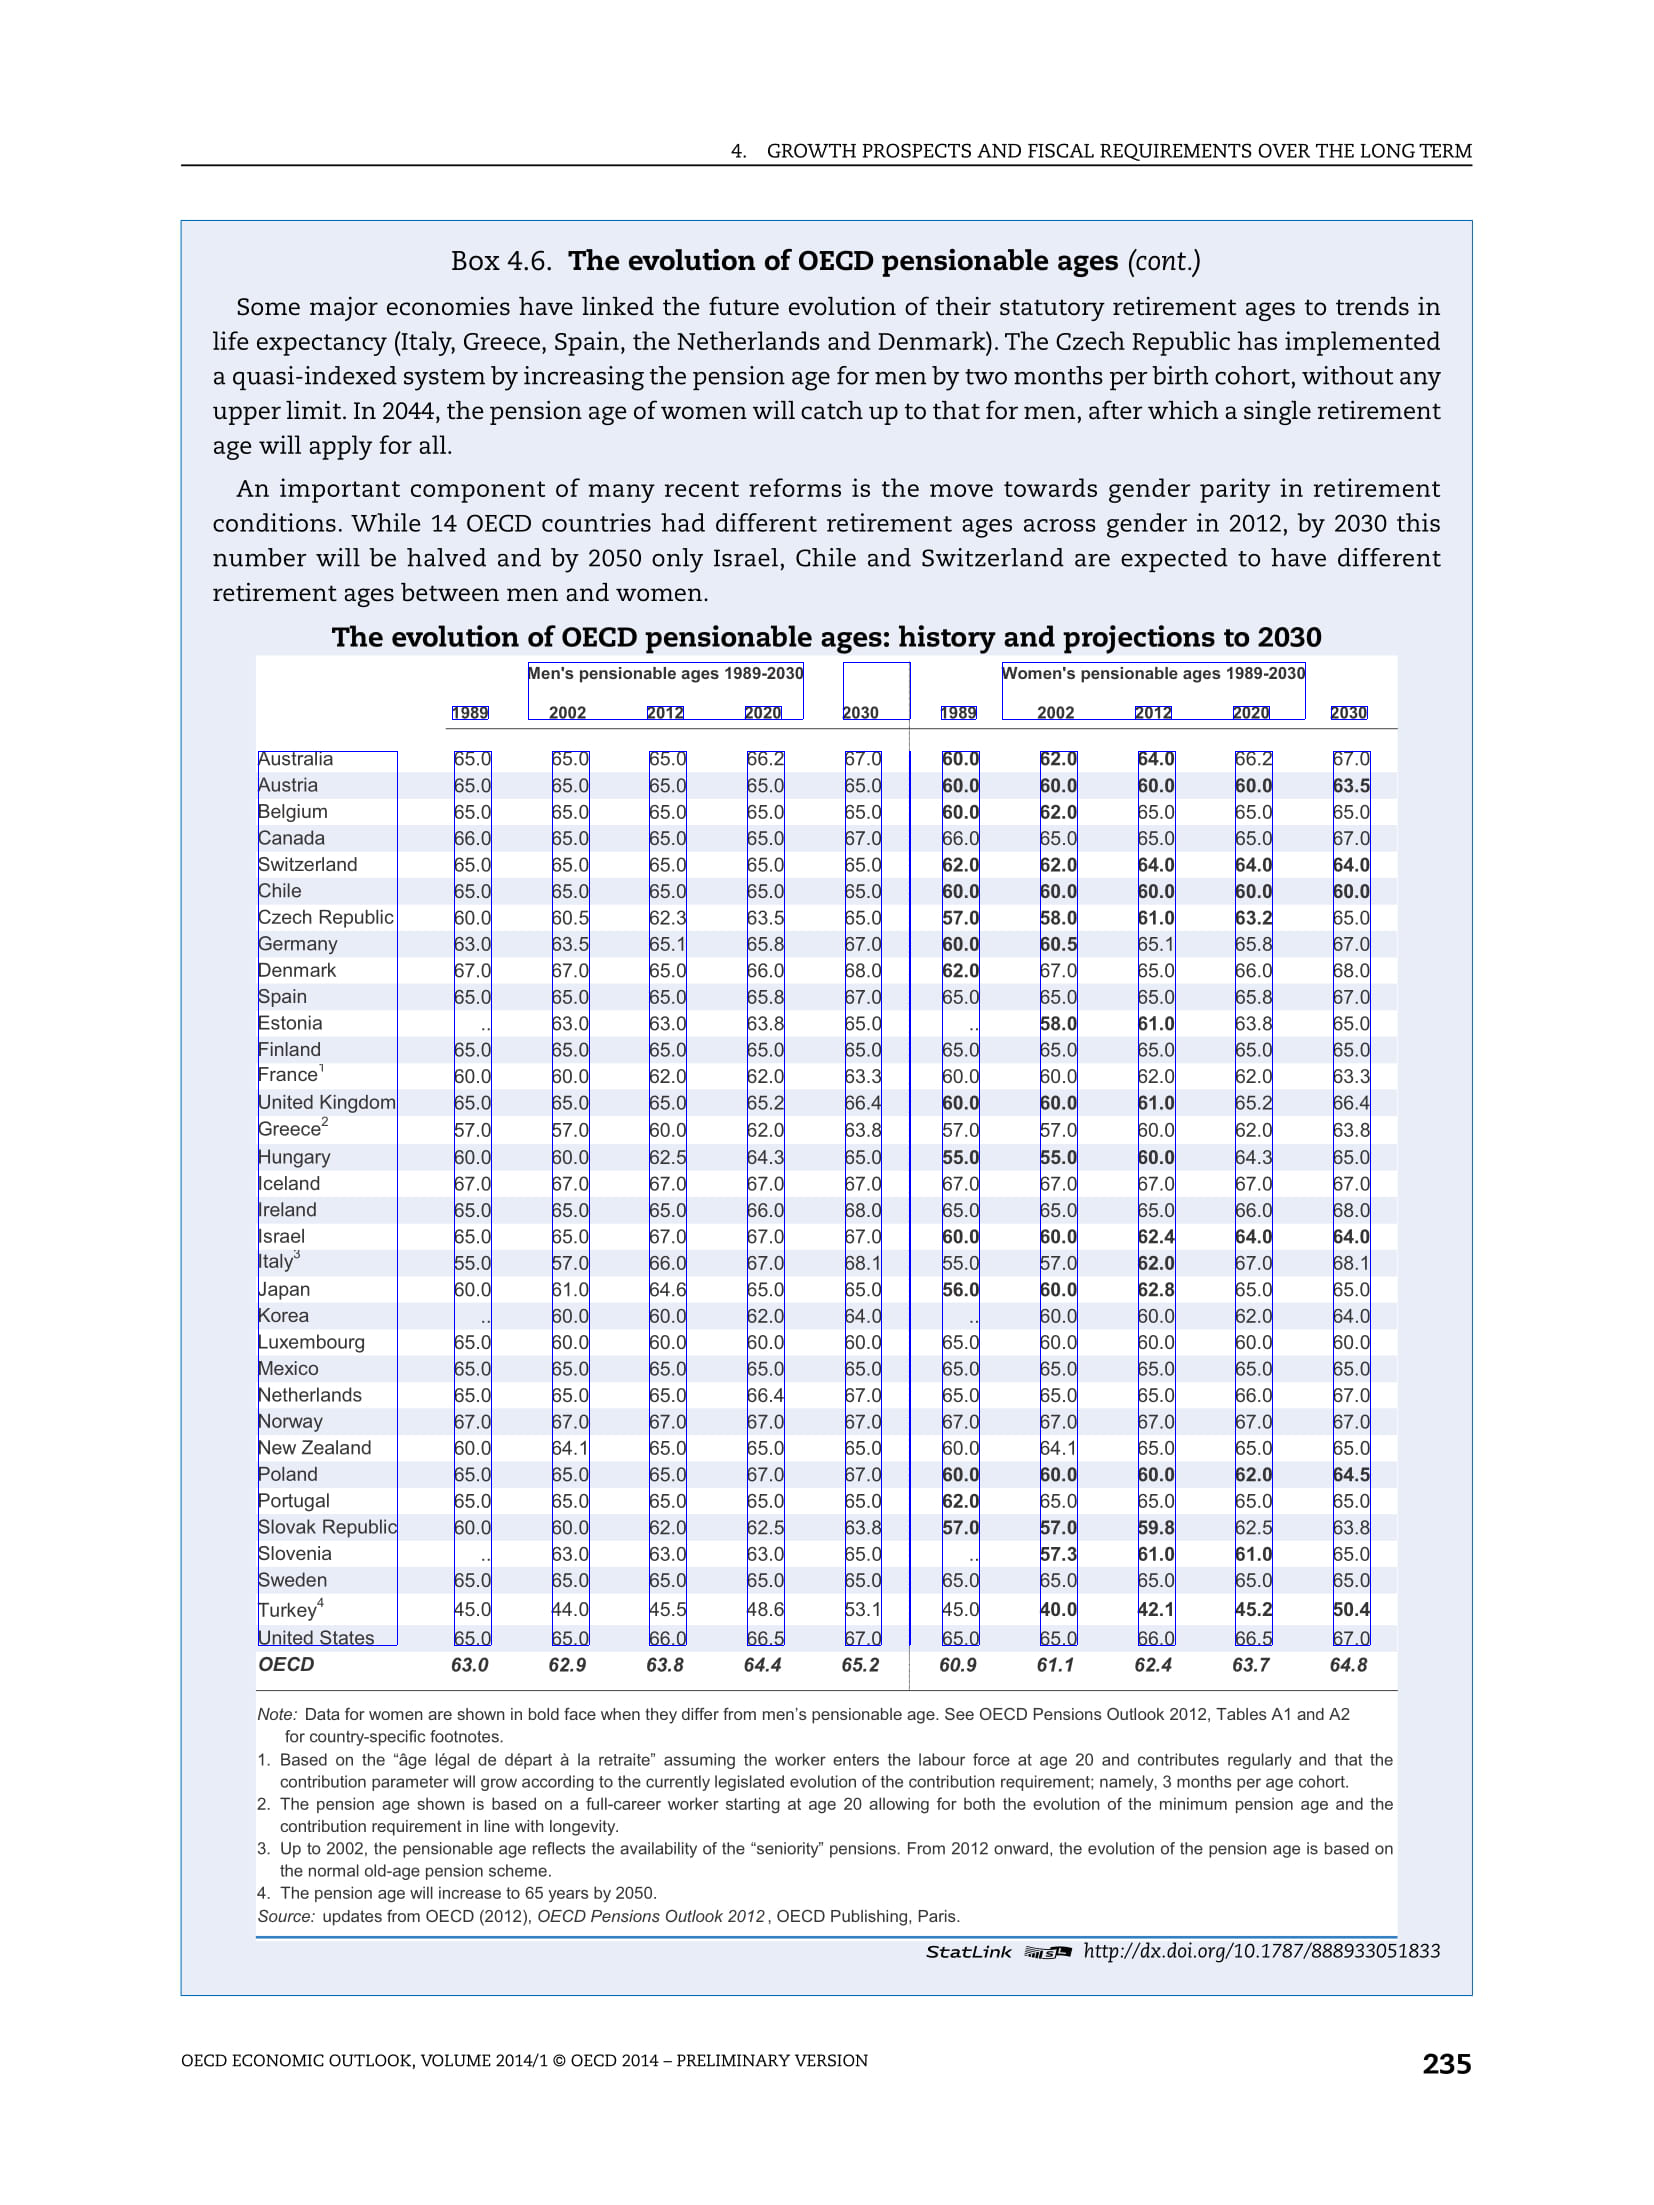 4. GROWTH PROSPECTS AND FISCAL REQUIREMENTS OVER THE LONG TERM
Box 4.6. The evolution of OECD pensionable ages (cont.)
Some major economies have linked the future evolution of their statutory retirement ages to trends in
life expectancy (Italy, Greece, Spain, the Netherlands and Denmark). The Czech Republic has implemented
a quasi-indexed system by increasing the pension age for men by two months per birth cohort, without any
upper limit. In 2044, the pension age of women will catch up to that for men, after which a single retirement
age will apply for all.
An important component of many recent reforms is the move towards gender parity in retirement
conditions. While 14 OECD countries had different retirement ages across gender in 2012, by 2030 this
number will be halved and by 2050 only Israel, Chile and Switzerland are expected to have different
retirement ages between men and women.
The evolution of OECD pensionable ages: history and projections to 2030
Men's pensionable ages 1989-2030 Women's pensionable ages 1989-2030
1989 2002 2012 2020 2030 1989 2002 2012 2020 2030
Australia 65.0 65.0 65.0 66.2 67.0 60.0 62.0 64.0 66.2 67.0
Austria 65.0 65.0 65.0 65.0 65.0 60.0 60.0 60.0 60.0 63.5
Belgium 65.0 65.0 65.0 65.0 65.0 60.0 62.0 65.0 65.0 65.0
Canada 66.0 65.0 65.0 65.0 67.0 66.0 65.0 65.0 65.0 67.0
Switzerland 65.0 65.0 65.0 65.0 65.0 62.0 62.0 64.0 64.0 64.0
Chile 65.0 65.0 65.0 65.0 65.0 60.0 60.0 60.0 60.0 60.0
Czech Republic 60.0 60.5 62.3 63.5 65.0 57.0 58.0 61.0 63.2 65.0
Germany 63.0 63.5 65.1 65.8 67.0 60.0 60.5 65.1 65.8 67.0
Denmark 67.0 67.0 65.0 66.0 68.0 62.0 67.0 65.0 66.0 68.0
Spain 65.0 65.0 65.0 65.8 67.0 65.0 65.0 65.0 65.8 67.0
Estonia .. 63.0 63.0 63.8 65.0 .. 58.0 61.0 63.8 65.0
Finland 65.0 65.0 65.0 65.0 65.0 65.0 65.0 65.0 65.0 65.0
France1 60.0 60.0 62.0 62.0 63.3 60.0 60.0 62.0 62.0 63.3
United Kingdom 65.0 65.0 65.0 65.2 66.4 60.0 60.0 61.0 65.2 66.4
Greece2 57.0 57.0 60.0 62.0 63.8 57.0 57.0 60.0 62.0 63.8
Hungary 60.0 60.0 62.5 64.3 65.0 55.0 55.0 60.0 64.3 65.0
Iceland 67.0 67.0 67.0 67.0 67.0 67.0 67.0 67.0 67.0 67.0
Ireland 65.0 65.0 65.0 66.0 68.0 65.0 65.0 65.0 66.0 68.0
Israel 65.0 65.0 67.0 67.0 67.0 60.0 60.0 62.4 64.0 64.0
Italy3 55.0 57.0 66.0 67.0 68.1 55.0 57.0 62.0 67.0 68.1
Japan 60.0 61.0 64.6 65.0 65.0 56.0 60.0 62.8 65.0 65.0
Korea .. 60.0 60.0 62.0 64.0 .. 60.0 60.0 62.0 64.0
Luxembourg 65.0 60.0 60.0 60.0 60.0 65.0 60.0 60.0 60.0 60.0
Mexico 65.0 65.0 65.0 65.0 65.0 65.0 65.0 65.0 65.0 65.0
Netherlands 65.0 65.0 65.0 66.4 67.0 65.0 65.0 65.0 66.0 67.0
Norway 67.0 67.0 67.0 67.0 67.0 67.0 67.0 67.0 67.0 67.0
New Zealand 60.0 64.1 65.0 65.0 65.0 60.0 64.1 65.0 65.0 65.0
Poland 65.0 65.0 65.0 67.0 67.0 60.0 60.0 60.0 62.0 64.5
Portugal 65.0 65.0 65.0 65.0 65.0 62.0 65.0 65.0 65.0 65.0
Slovak Republic 60.0 60.0 62.0 62.5 63.8 57.0 57.0 59.8 62.5 63.8
Slovenia .. 63.0 63.0 63.0 65.0 .. 57.3 61.0 61.0 65.0
Sweden 65.0 65.0 65.0 65.0 65.0 65.0 65.0 65.0 65.0 65.0
Turkey4 45.0 44.0 45.5 48.6 53.1 45.0 40.0 42.1 45.2 50.4
United States 65.0 65.0 66.0 66.5 67.0 65.0 65.0 66.0 66.5 67.0
OECD 63.0 62.9 63.8 64.4 65.2 60.9 61.1 62.4 63.7 64.8
Note: Data for women are shown in bold face when they differ from men's pensionable age. See OECD Pensions Outlook 2012, Tables A1 and A2
for country-specific footnotes.
1. Based on the “âge légal de départ à la retraite” assuming the worker enters the labour force at age 20 and contributes regularly and that the
contribution parameter will grow according to the currently legislated evolution of the contribution requirement; namely, 3 months per age cohort.
2. The pension age shown is based on a full-career worker starting at age 20 allowing for both the evolution of the minimum pension age and the
contribution requirement in line with longevity.
3. Up to 2002, the pensionable age reflects the availability of the “seniority” pensions. From 2012 onward, the evolution of the pension age is based on
the normal old-age pension scheme.
4. The pension age will increase to 65 years by 2050.
Source: updates from OECD (2012), OECD Pensions Outlook 2012, OECD Publishing, Paris.
StatLink http://dx.doi.org/10.1787/888933051833
OECD ECONOMIC OUTLOOK, VOLUME 2014/1 © OECD 2014 – PRELIMINARY VERSION
235